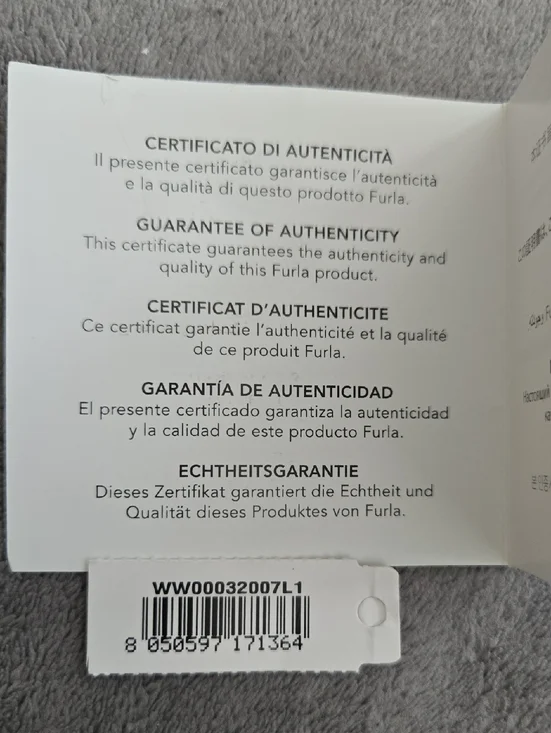 CERTIFICATO DI AUTENTICITÀ
Il presente certificato garantisce l'autenticità
e la qualità di questo prodotto Furla.
GUARANTEE OF AUTHENTICITY
This certificate guarantees the authenticity and
quality of this Furla product.
CERTIFICAT D'AUTHENTICITE
Ce certificat garantie l'authenticité et la qualité
de ce produit Furla.
GARANTÍA DE AUTENTICIDAD
El presente certificado garantiza la autenticidad
y la calidad de este producto Furla.
ECHTHEITSGARANTIE
Dieses Zertifikat garantiert die Echtheit und
Qualität dieses Produktes von Furla.
WW00032007L1
8 050597 171364